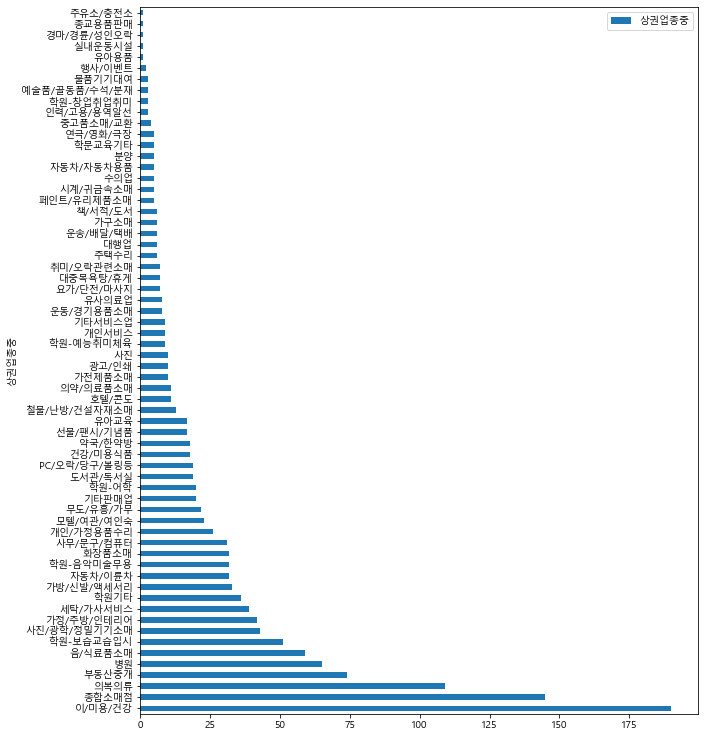 상권업종중
주유소/충전소
종교용품판매
경마/경륜/성인오락
실내운동시설
유아용품
행사/이벤트
물품기기대여
예술품/골동품/수석/분재
학원-창업취업취미
인력/고용/용역알선
중고품소매/교환
연극/영화/극장
학문교육기타
분양
자동차/자동차용품
수의업
시계/귀금속소매
페인트/유리제품소매
책/서적/도서
가구소매
운송/배달/택배
대행업
주택수리
취미/오락관련소매
대중목욕탕/휴게
요가/단전/마사지
유사의료업
운동/경기용품소매
기타서비스업
개인서비스
학원-예능취미체육
사진
광고/인쇄
가전제품소매
의약/의료품소매
호텔/콘도
철물/난방/건설자재소매
유아교육
선물/팬시/기념품
약국/한약방
건강/미용식품
PC/오락/당구/볼링등
도서관/독서실
학원-어학
기타판매업
무도/유흥/가무
모텔/여관/여인숙
개인/가정용품수리
사무/문구/컴퓨터
화장품소매
학원-음악미술무용
자동차/이륜차
가방/신발/액세서리
학원기타
세탁/가사서비스
가정/주방/인테리어
사진/광학/정밀기기소매
학원-보습교습입시
음/식료품소매
병원
부동산중개
의복의류
종합소매점
이/미용/건강
상권업종중
0 25 50 75 100 125 150 175